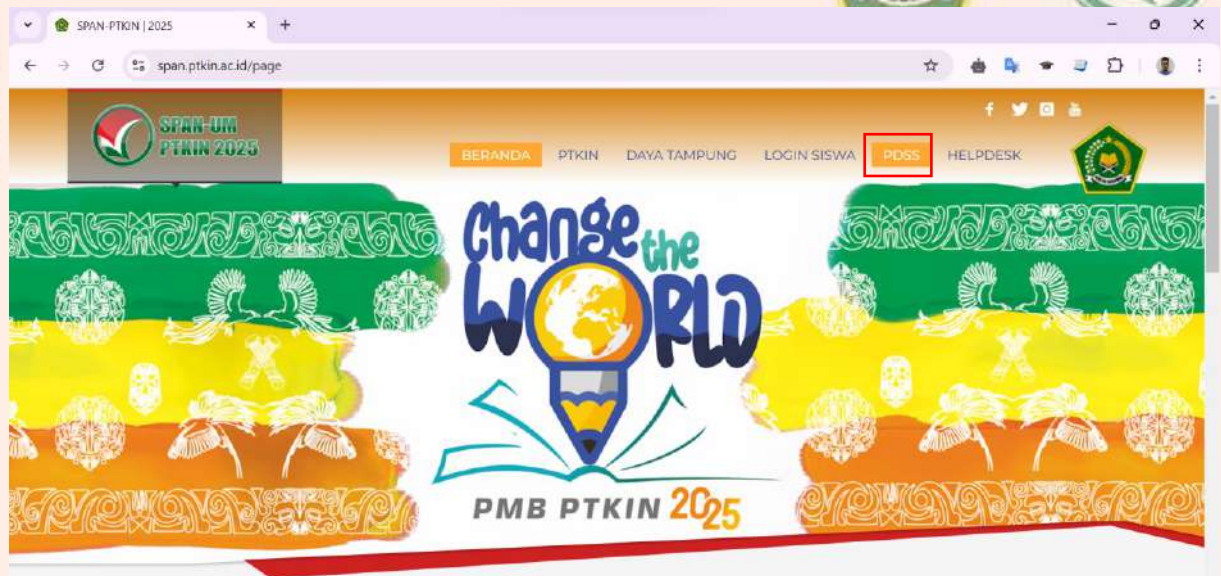 SPAN-PTKIN | 2025
span.ptkin.ac.id/page
SPAN-UM
PTKIN 2025
BERANDA PTKIN DAYA TAMPUNG LOGIN SISWA PDSS HELPDESK
Change the
WORLD
PMB PTKIN 2025